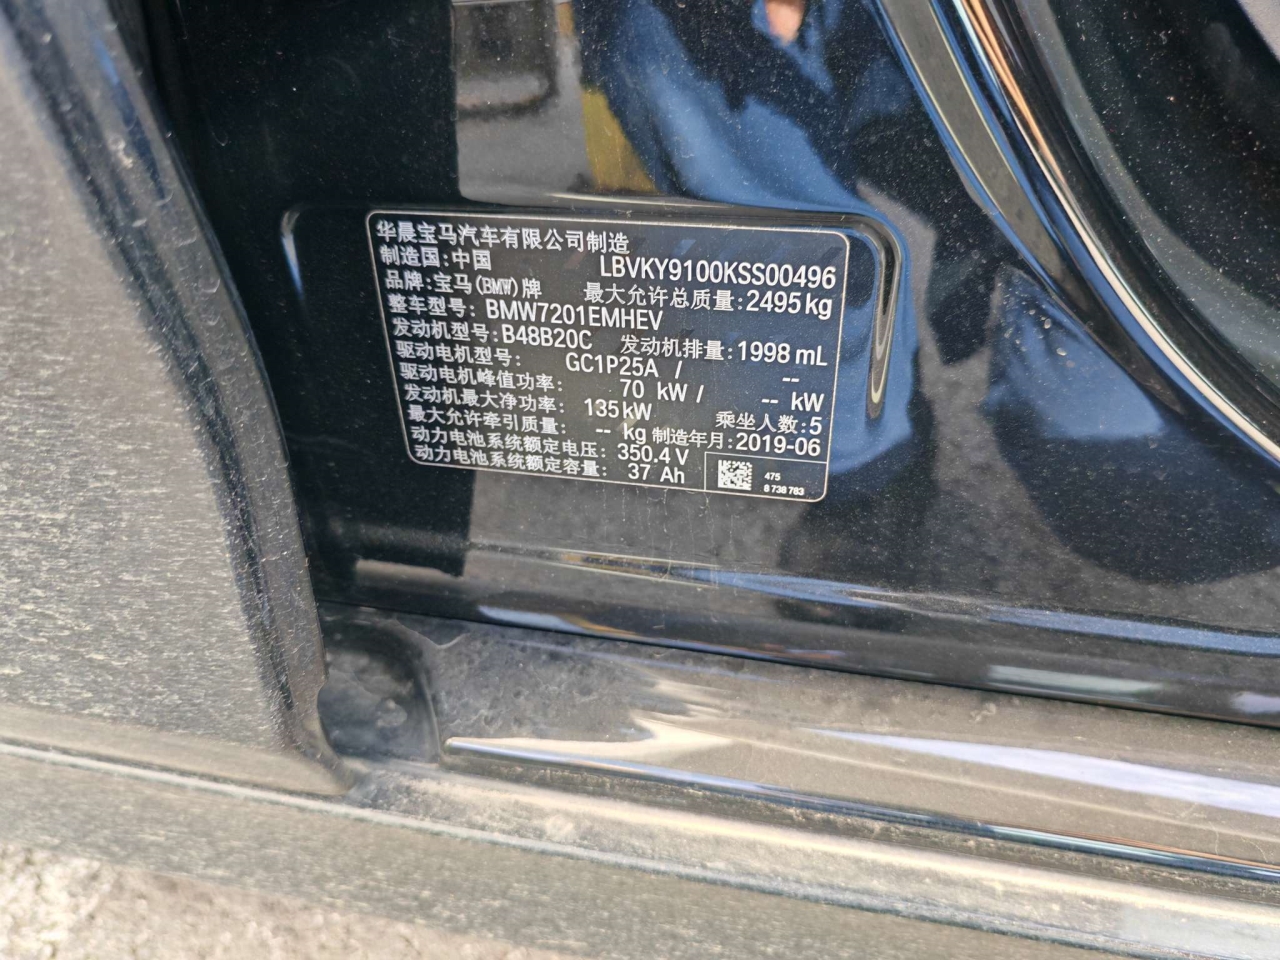 华晨宝马汽车有限公司制造
制造国:中国 LBVKY9100KSS00496
品牌:宝马(BMW)牌 最大允许总质量:2495kg
整车型号: BMW7201EMHEV
发动机型号:B48B20C 发动机排量:1998 mL
驱动电机型号: GC1P25A / --
驱动电机峰值功率: 70 kW / -- kW
发动机最大净功率: 135kW 乘坐人数:5
最大允许牵引质量: -- kg 制造年月:2019-06
动力电池系统额定电压: 350.4 V
动力电池系统额定容量: 37 Ah
475
8 738 783